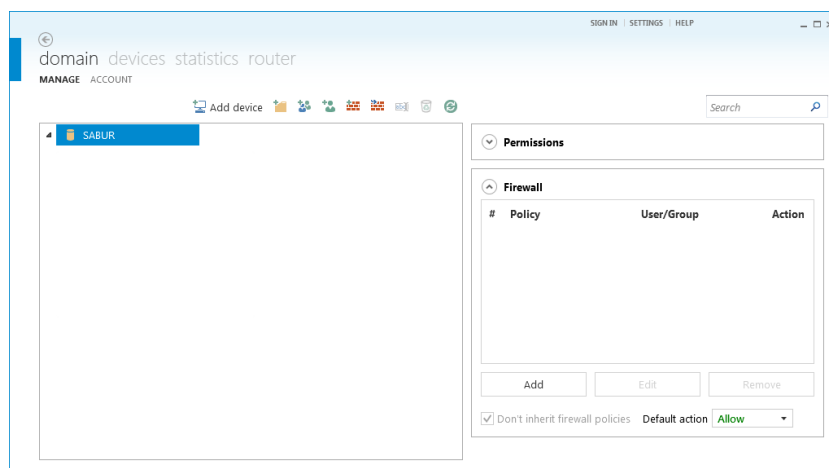 SIGN IN | SETTINGS | HELP
domain devices statistics router
MANAGE ACCOUNT
Add device
Search
SABUR
Permissions
Firewall
# Policy User/Group Action
Add Edit Remove
Don't inherit firewall policies Default action Allow